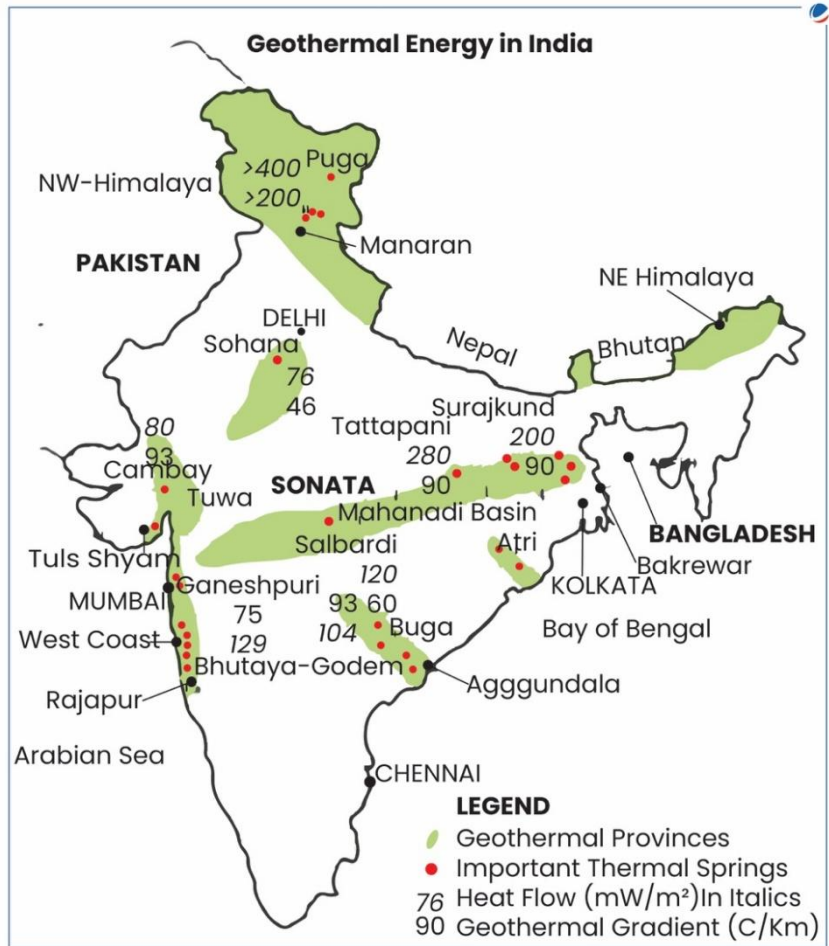 Geothermal Energy in India
>400 Puga
NW-Himalaya
>200
Manaran
PAKISTAN
NE Himalaya
DELHI
Nepal
Bhutan
Sohana
76
46
Surajkund
Tattapani
80
200
93
280
90
Cambay
90
SONATA
Tuwa
Mahanadi Basin
BANGLADESH
Salbardi
Atri
Tuls Shyam
Bakrewar
120
KOLKATA
Ganeshpuri
MUMBAI
93 60
75
104
Buga
Bay of Bengal
West Coast
129
Bhutaya-Godem
Agggundala
Rajapur
Arabian Sea
CHENNAI
LEGEND
Geothermal Provinces
Important Thermal Springs
76 Heat Flow (mW/m²)In Italics
90 Geothermal Gradient (C/Km)